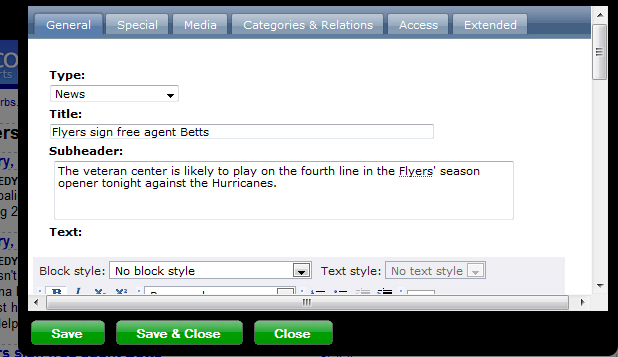 General Special Media Categories & Relations Access Extended
Type:
News
Title:
Flyers sign free agent Betts
Subheader:
The veteran center is likely to play on the fourth line in the Flyers' season
opener tonight against the Hurricanes.
Text:
Block style: No block style Text style: No text style
Save Save & Close Close